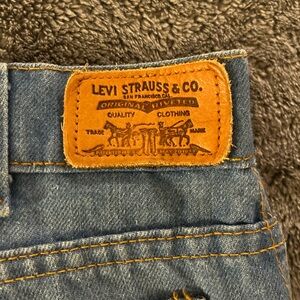 LEVI STRAUSS & CO.
SAN FRANCISCO, CAL.
ORIGINAL RIVETED
QUALITY CLOTHING
TRADE MARK